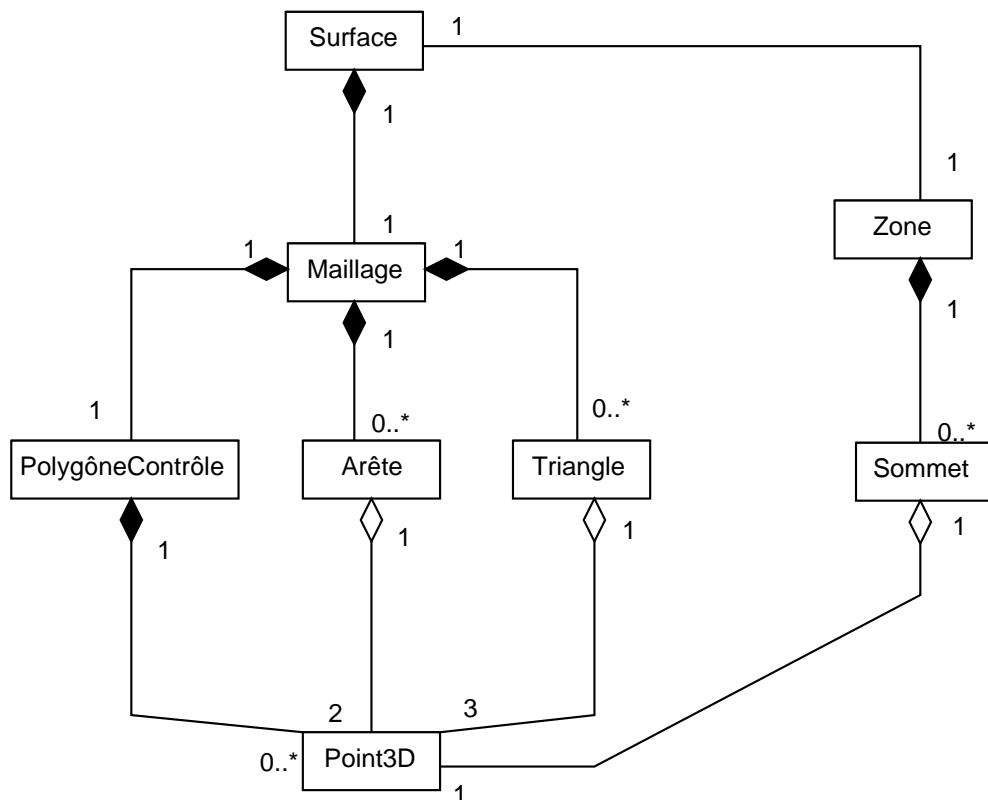 Surface
1
1
1
1
Zone
1
1
Maillage
1
1
1
1
0..*
0..*
0..*
PolygôneContrôle
Arête
Triangle
Sommet
1
1
1
1
2
3
0..*
Point3D
1